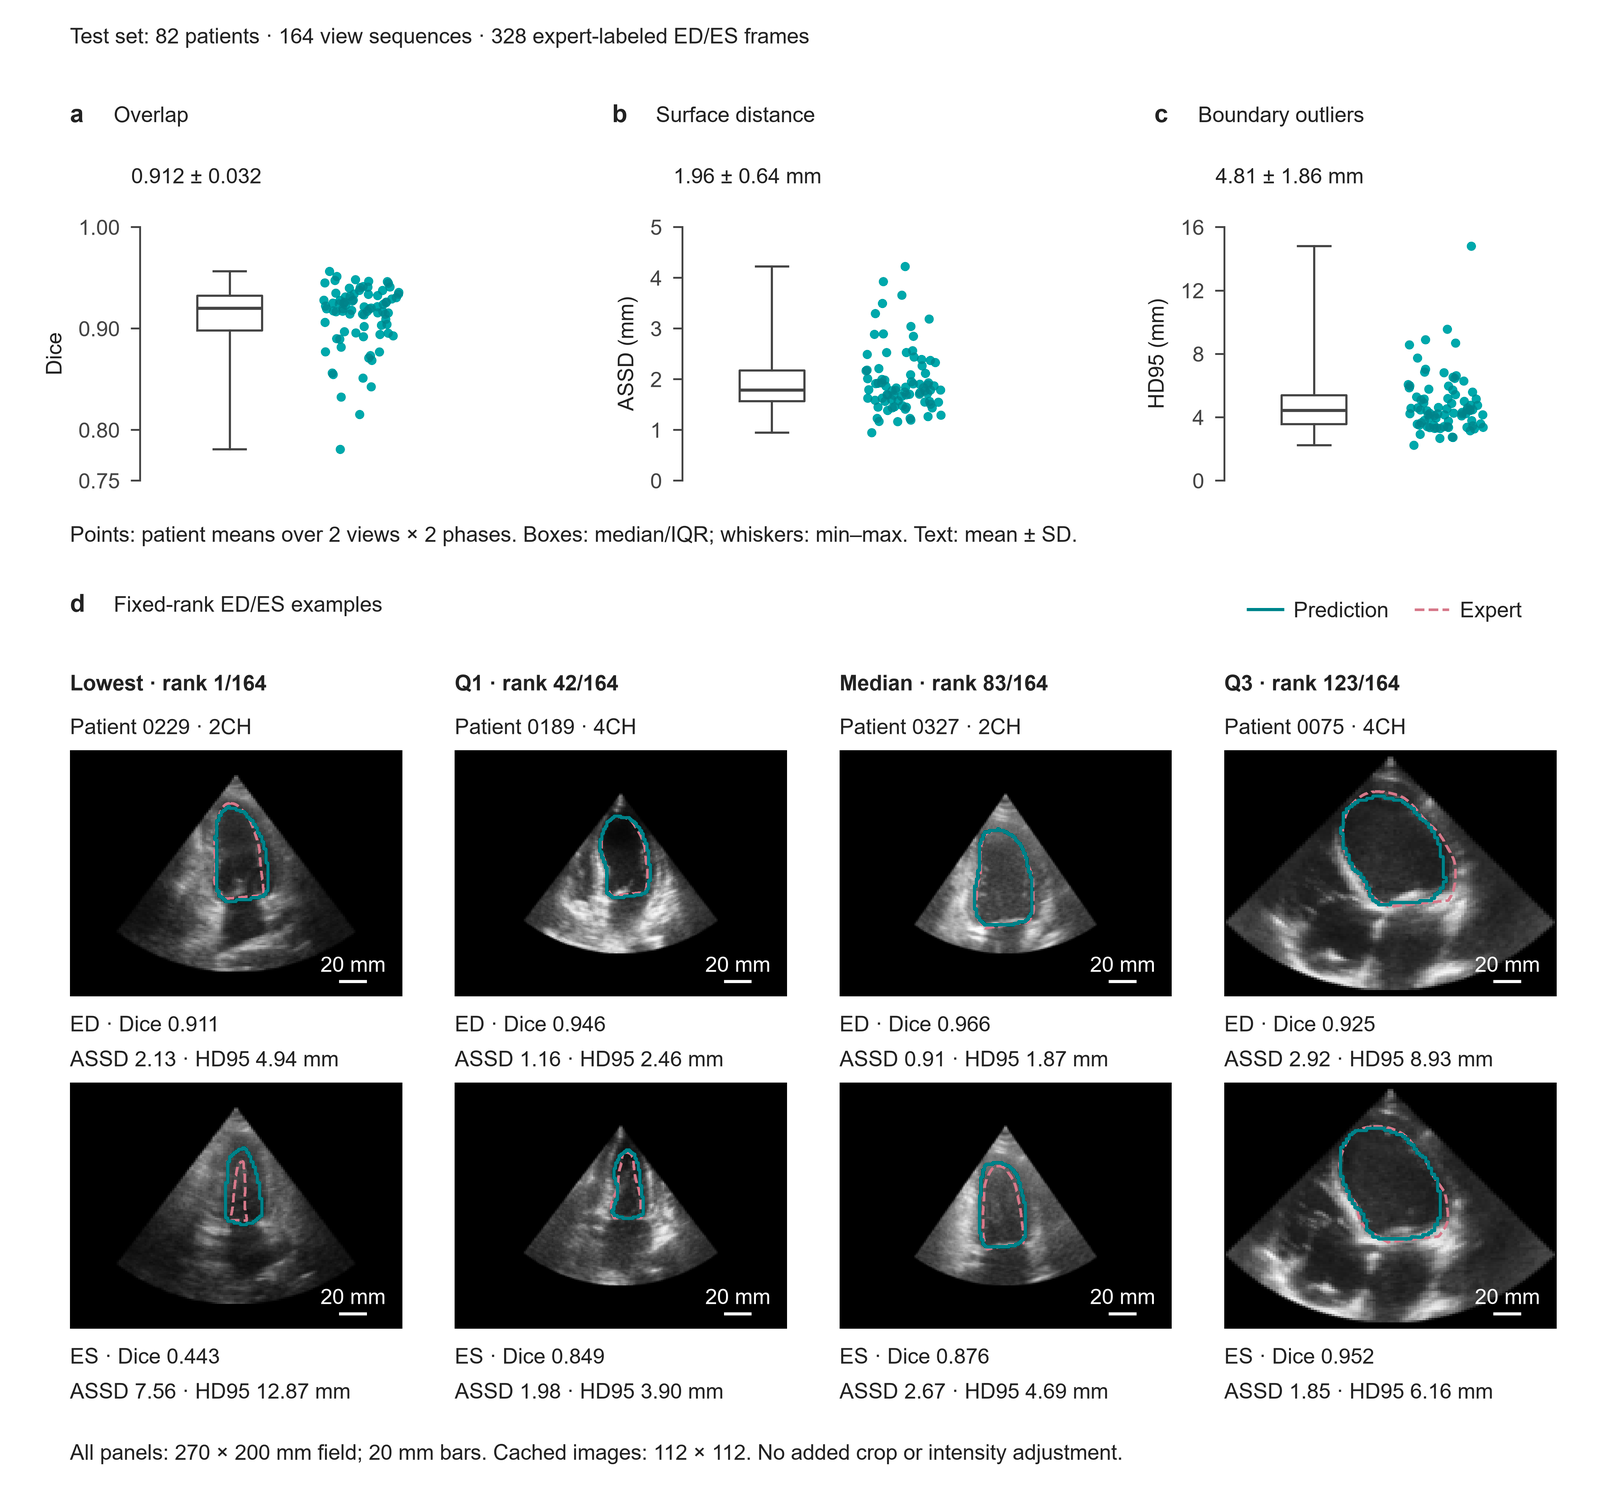 Test set: 82 patients · 164 view sequences · 328 expert-labeled ED/ES frames
a Overlap
b Surface distance
c Boundary outliers
0.912 ± 0.032
1.96 ± 0.64 mm
4.81 ± 1.86 mm
Dice
1.00
0.90
0.80
0.75
ASSD (mm)
5
4
3
2
1
0
HD95 (mm)
16
12
8
4
0
Points: patient means over 2 views × 2 phases. Boxes: median/IQR; whiskers: min–max. Text: mean ± SD.
d Fixed-rank ED/ES examples
Prediction
Expert
Lowest · rank 1/164
Q1 · rank 42/164
Median · rank 83/164
Q3 · rank 123/164
Patient 0229 · 2CH
Patient 0189 · 4CH
Patient 0327 · 2CH
Patient 0075 · 4CH
20 mm
20 mm
20 mm
20 mm
ED · Dice 0.911
ASSD 2.13 · HD95 4.94 mm
ED · Dice 0.946
ASSD 1.16 · HD95 2.46 mm
ED · Dice 0.966
ASSD 0.91 · HD95 1.87 mm
ED · Dice 0.925
ASSD 2.92 · HD95 8.93 mm
20 mm
20 mm
20 mm
20 mm
ES · Dice 0.443
ASSD 7.56 · HD95 12.87 mm
ES · Dice 0.849
ASSD 1.98 · HD95 3.90 mm
ES · Dice 0.876
ASSD 2.67 · HD95 4.69 mm
ES · Dice 0.952
ASSD 1.85 · HD95 6.16 mm
All panels: 270 × 200 mm field; 20 mm bars. Cached images: 112 × 112. No added crop or intensity adjustment.